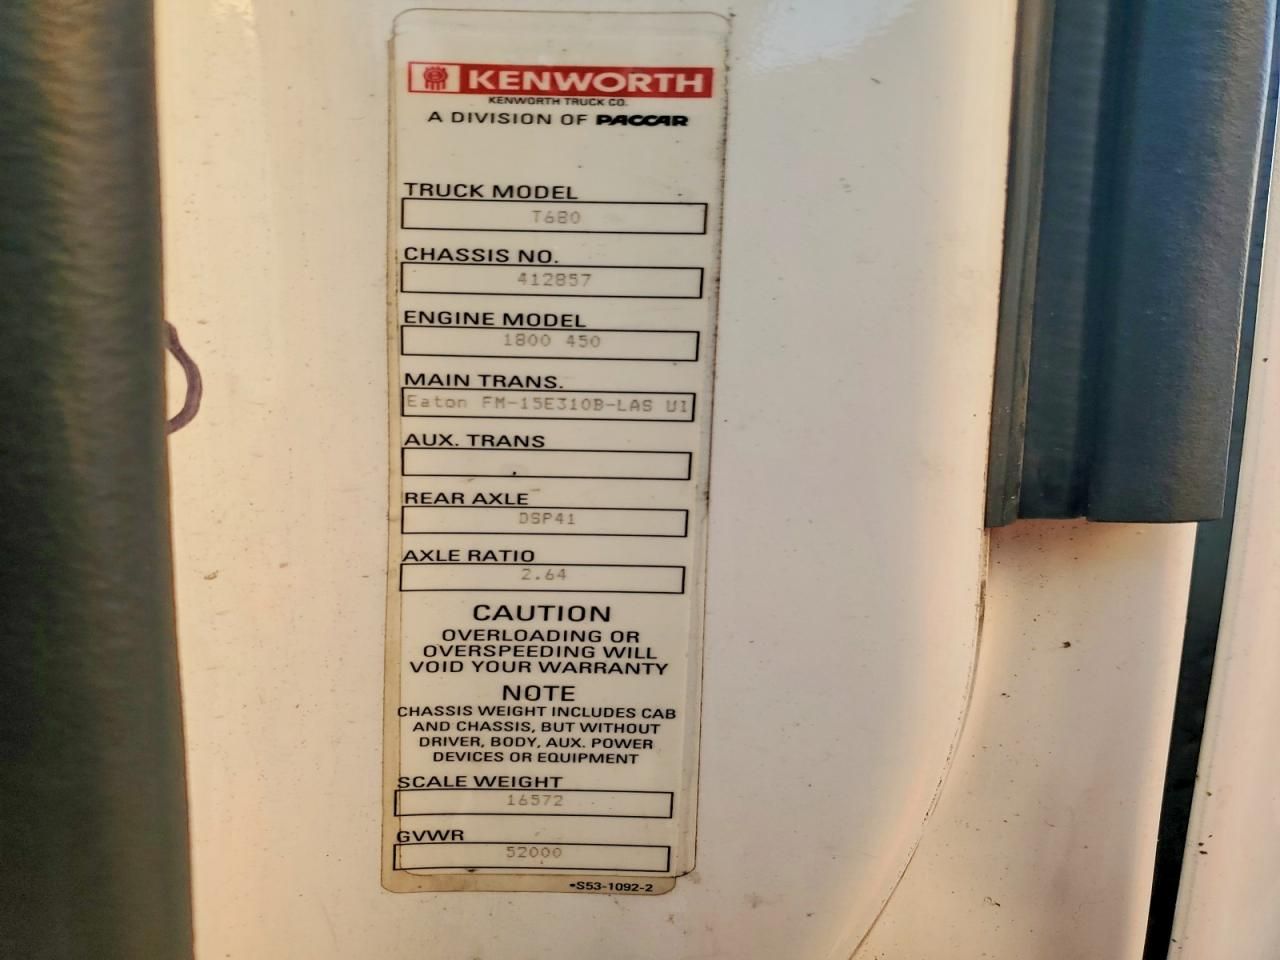 KENWORTH
KENWORTH TRUCK CO.
A DIVISION OF PACCAR
TRUCK MODEL
T680
CHASSIS NO.
412857
ENGINE MODEL
1800 450
MAIN TRANS.
Eaton FM-15E310B-LAS UI
AUX. TRANS
REAR AXLE
DSP41
AXLE RATIO
2.64
CAUTION
OVERLOADING OR
OVERSPEEDING WILL
VOID YOUR WARRANTY
NOTE
CHASSIS WEIGHT INCLUDES CAB
AND CHASSIS, BUT WITHOUT
DRIVER, BODY, AUX. POWER
DEVICES OR EQUIPMENT
SCALE WEIGHT
16572
GVWR
52000
•S53-1092-2